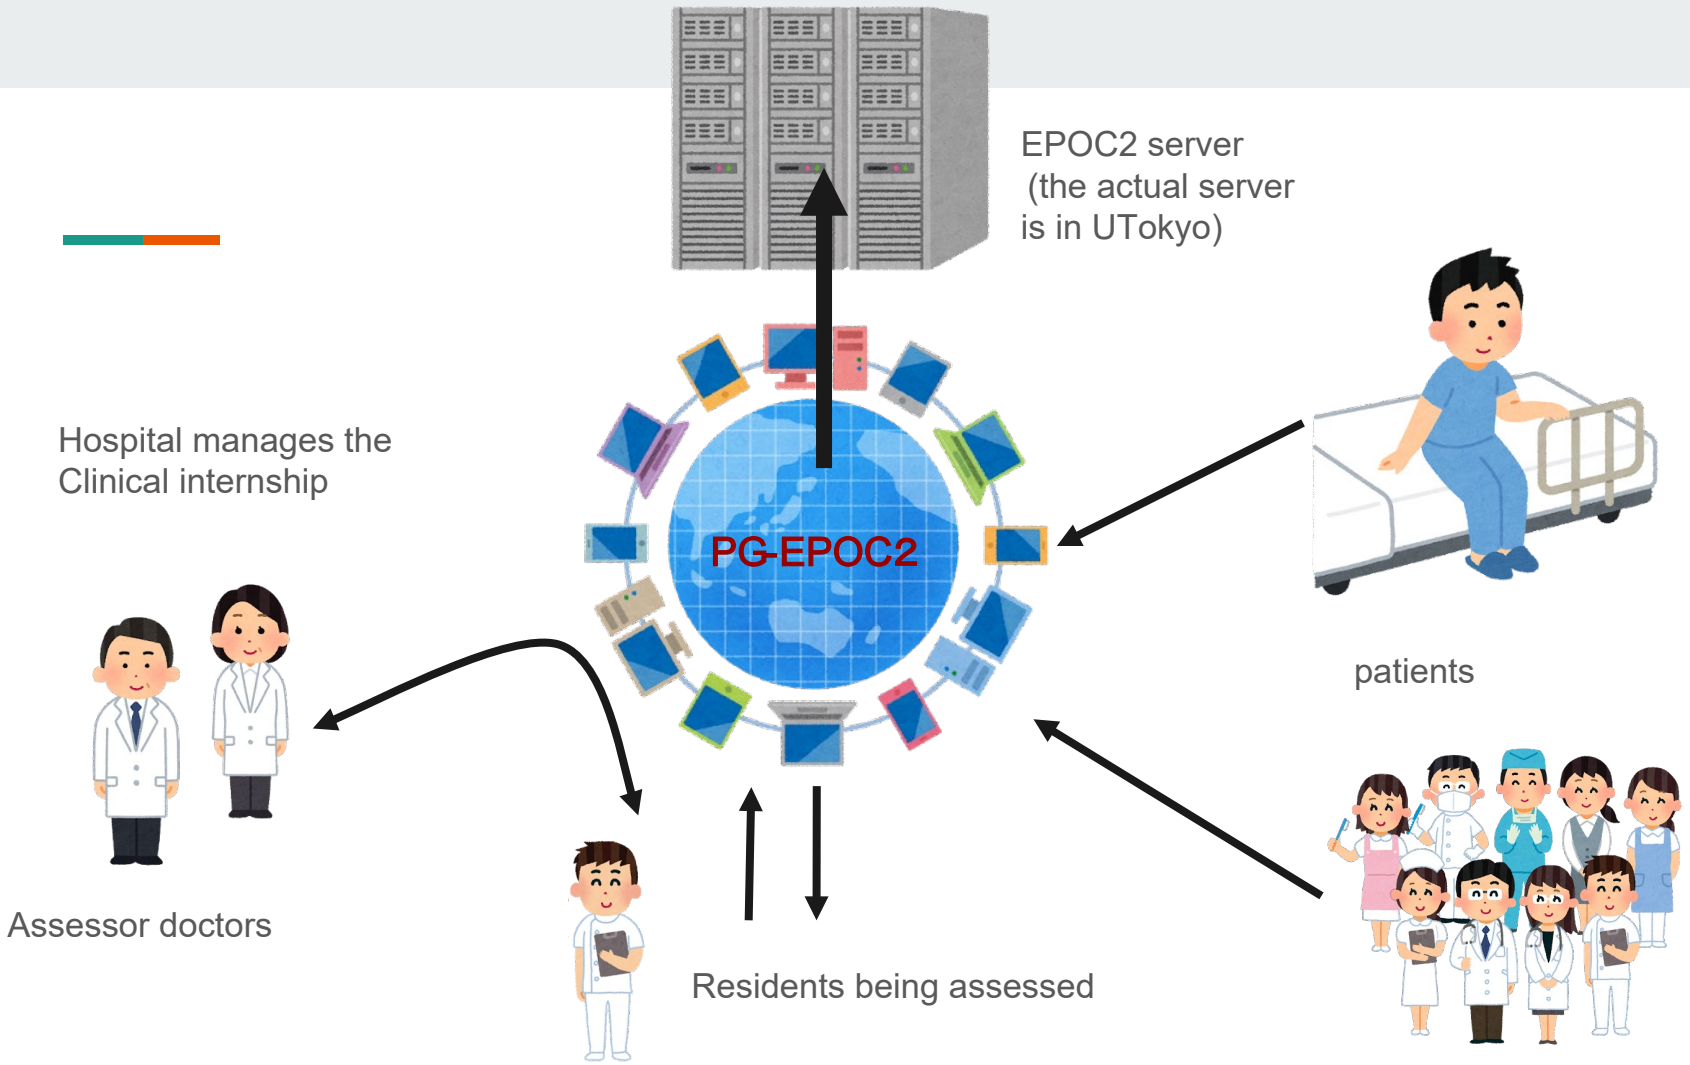 EPOC2 server
(the actual server
is in UTokyo)
Hospital manages the
Clinical internship
PG-EPOC2
patients
Assessor doctors
Residents being assessed